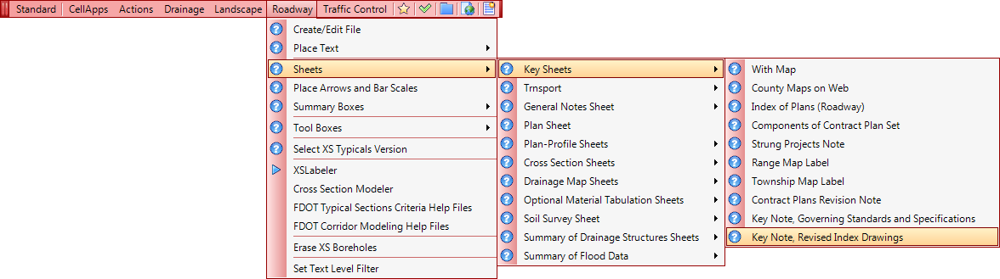 Standard CellApps Actions Drainage Landscape Roadway Traffic Control
Create/Edit File
Place Text
Sheets
Place Arrows and Bar Scales
Summary Boxes
Tool Boxes
Select XS Typicals Version
XSLabeler
Cross Section Modeler
FDOT Typical Sections Criteria Help Files
FDOT Corridor Modeling Help Files
Erase XS Boreholes
Set Text Level Filter
Key Sheets
Trnsport
General Notes Sheet
Plan Sheet
Plan-Profile Sheets
Cross Section Sheets
Drainage Map Sheets
Optional Material Tabulation Sheets
Soil Survey Sheet
Summary of Drainage Structures Sheets
Summary of Flood Data
With Map
County Maps on Web
Index of Plans (Roadway)
Components of Contract Plan Set
Strung Projects Note
Range Map Label
Township Map Label
Contract Plans Revision Note
Key Note, Governing Standards and Specifications
Key Note, Revised Index Drawings